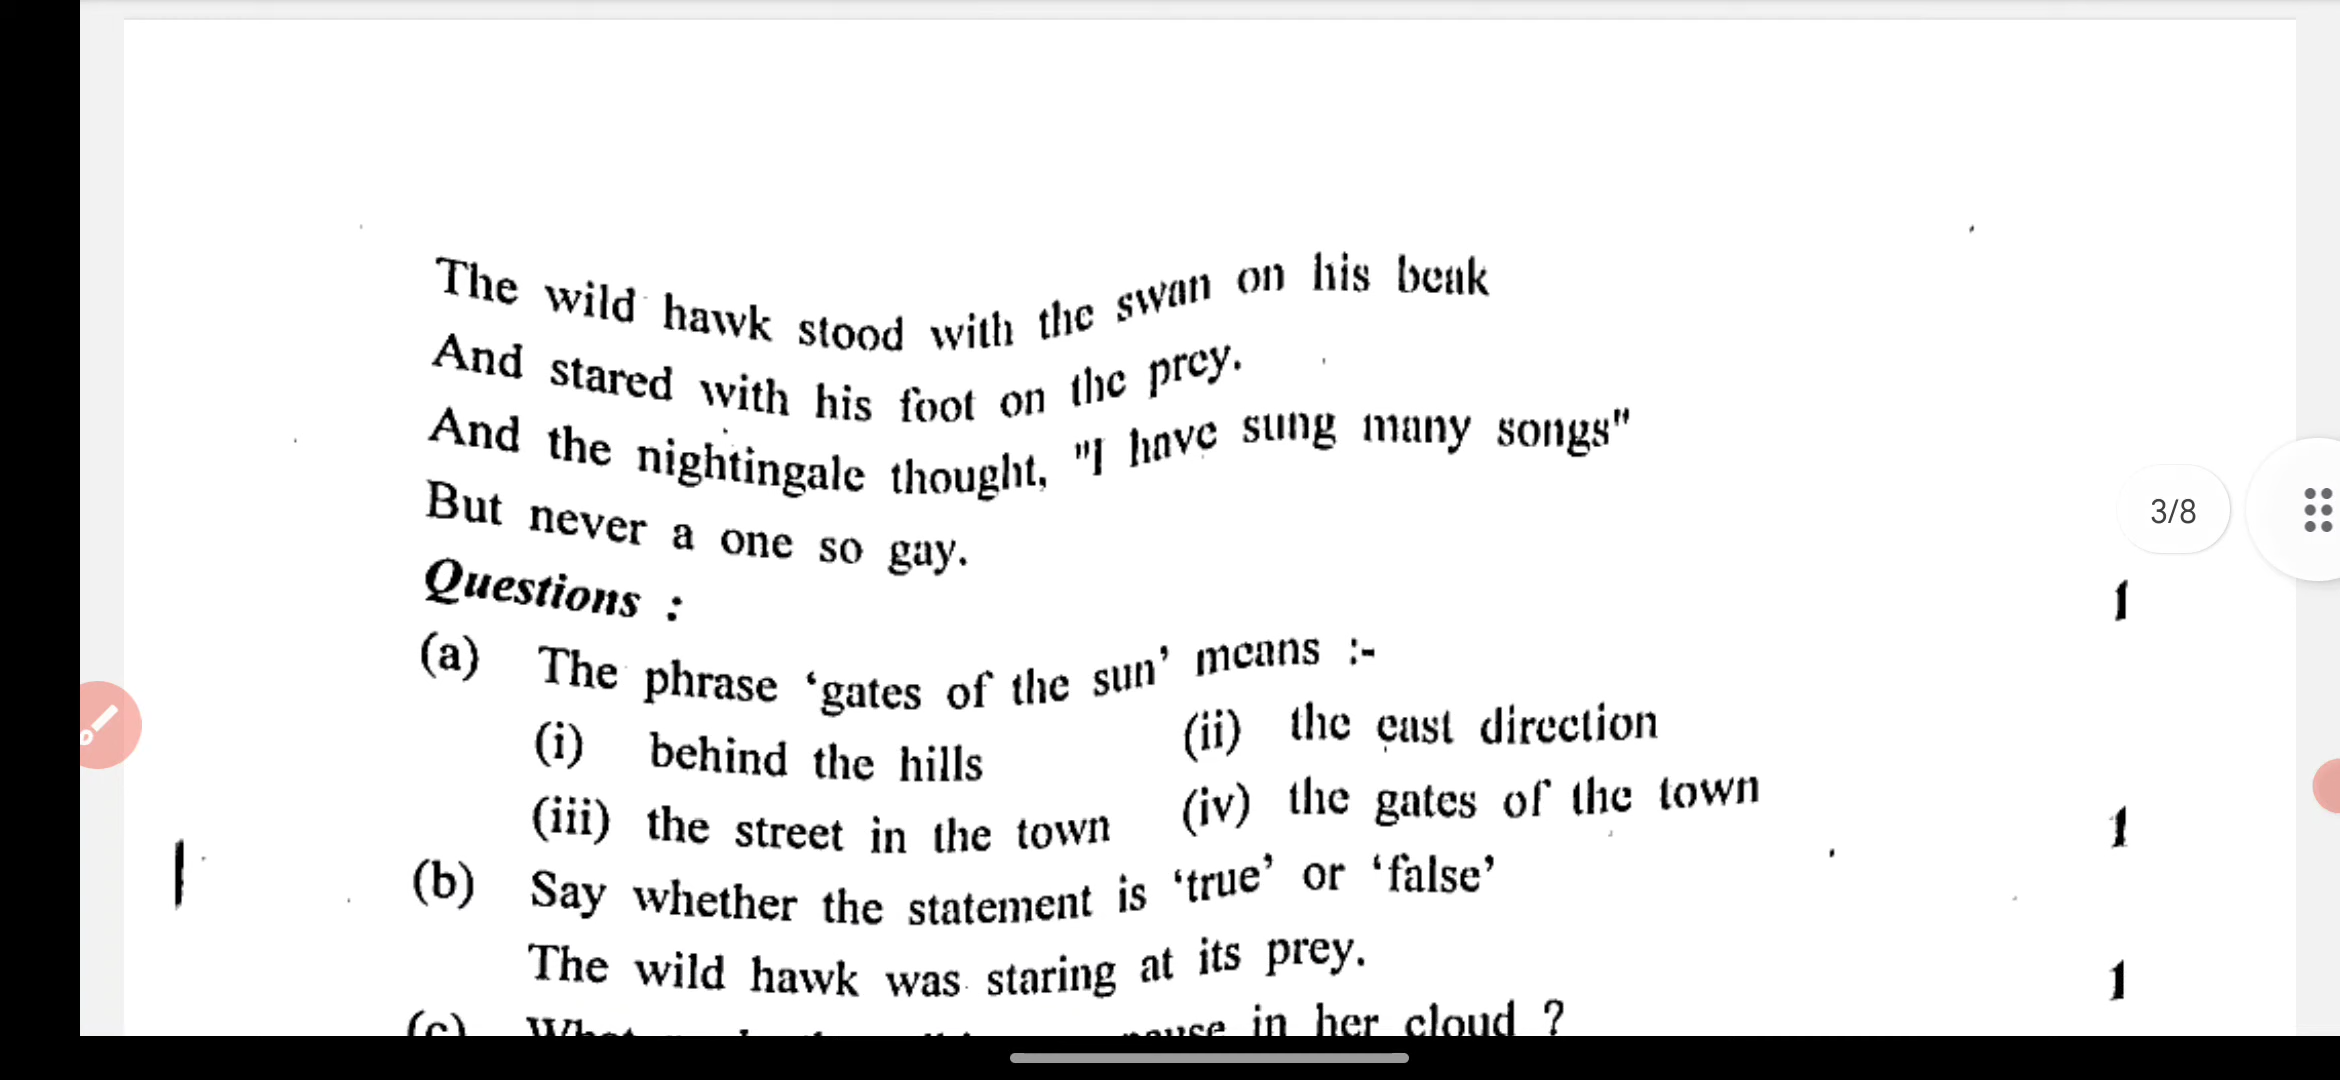 The wild hawk stood with the swan on his beak
And stared with his foot on the prey.
And the nightingale thought, "I have sung many songs"
But never a one so gay.
3/8
Questions :
1
(a) The phrase ‘gates of the sun’ means :-
(i) behind the hills (ii) the east direction
(iii) the street in the town (iv) the gates of the town
1
(b) Say whether the statement is ‘true’ or ‘false’
The wild hawk was staring at its prey.
1
(c) What in her cloud ?